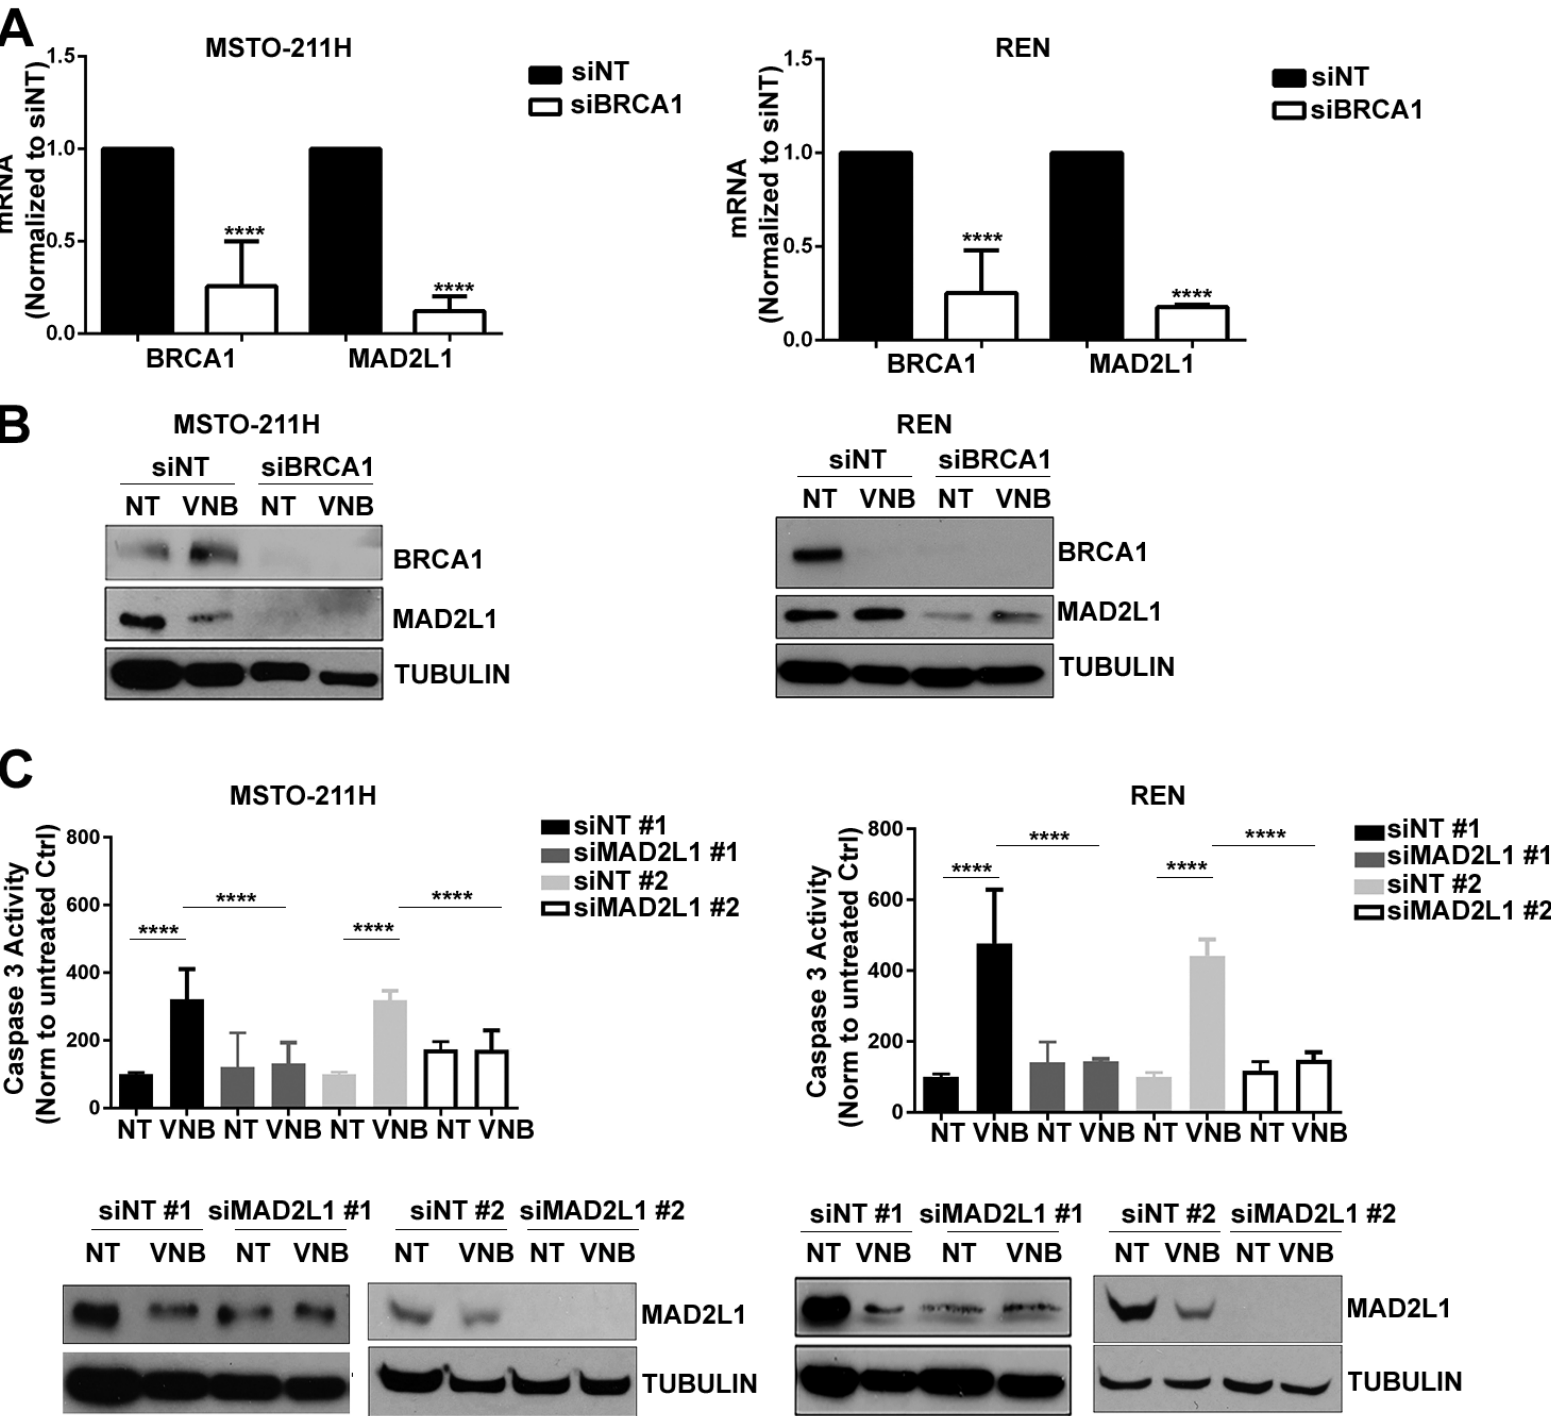 A
MSTO-211H
mRNA
(Normalized to siNT)
1.5
1.0
0.5
0.0
****
****
BRCA1
MAD2L1
siNT
siBRCA1
REN
mRNA
(Normalized to siNT)
1.5
1.0
0.5
0.0
****
****
BRCA1
MAD2L1
siNT
siBRCA1
B
MSTO-211H
siNT siBRCA1
NT VNB NT VNB
BRCA1
MAD2L1
TUBULIN
REN
siNT siBRCA1
NT VNB NT VNB
BRCA1
MAD2L1
TUBULIN
C
MSTO-211H
Caspase 3 Activity
(Norm to untreated Ctrl)
800
600
400
200
0
**** ****
**** ****
NT VNB NT VNB NT VNB NT VNB
siNT #1
siMAD2L1 #1
siNT #2
siMAD2L1 #2
REN
Caspase 3 Activity
(Norm to untreated Ctrl)
800
600
400
200
0
**** ****
**** ****
NT VNB NT VNB NT VNB NT VNB
siNT #1
siMAD2L1 #1
siNT #2
siMAD2L1 #2
siNT #1 siMAD2L1 #1 siNT #2 siMAD2L1 #2
NT VNB NT VNB NT VNB NT VNB
MAD2L1
TUBULIN
siNT #1 siMAD2L1 #1 siNT #2 siMAD2L1 #2
NT VNB NT VNB NT VNB NT VNB
MAD2L1
TUBULIN